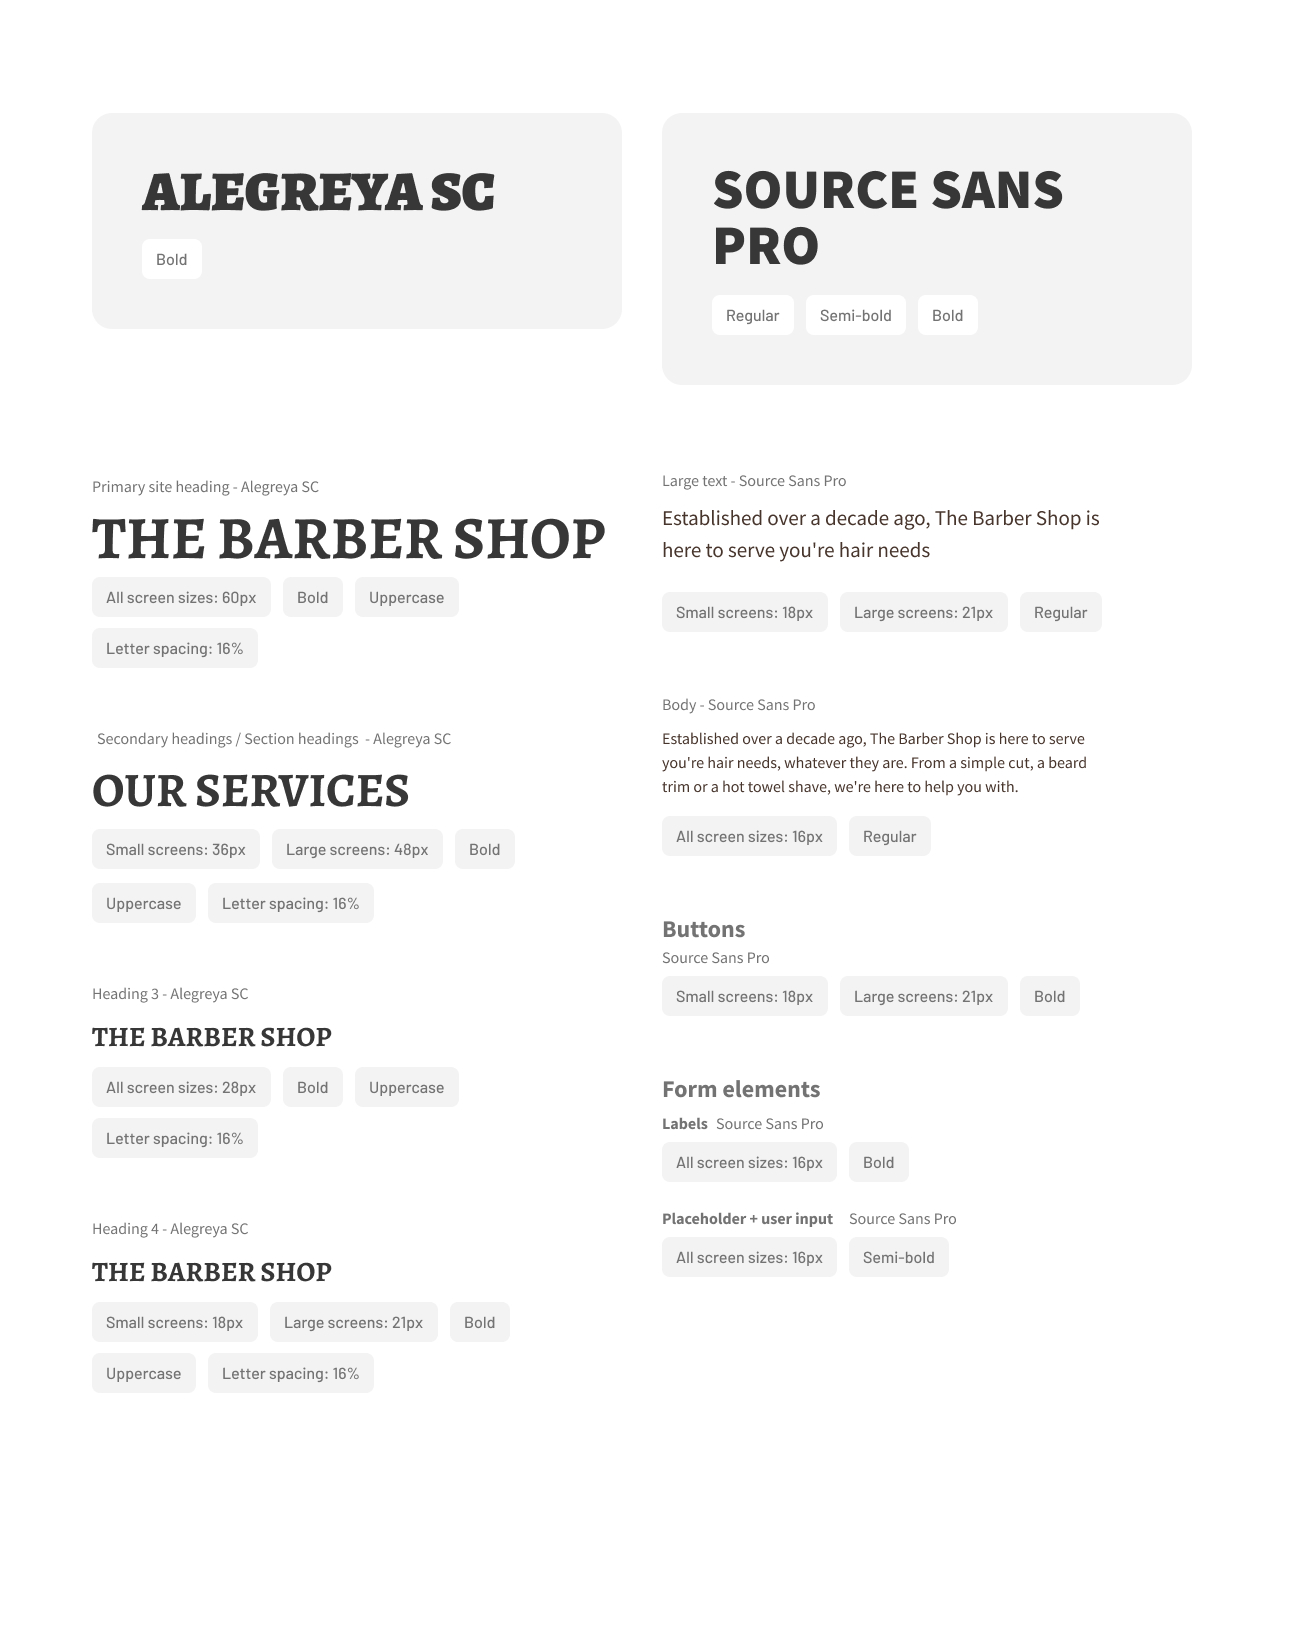 ALEGREYA SC
Bold
SOURCE SANS
PRO
Regular Semi-bold Bold
Primary site heading - Alegreya SC
THE BARBER SHOP
All screen sizes: 60px Bold Uppercase
Letter spacing: 16%
Secondary headings / Section headings - Alegreya SC
OUR SERVICES
Small screens: 36px Large screens: 48px Bold
Uppercase Letter spacing: 16%
Heading 3 - Alegreya SC
THE BARBER SHOP
All screen sizes: 28px Bold Uppercase
Letter spacing: 16%
Heading 4 - Alegreya SC
THE BARBER SHOP
Small screens: 18px Large screens: 21px Bold
Uppercase Letter spacing: 16%
Large text - Source Sans Pro
Established over a decade ago, The Barber Shop is
here to serve you're hair needs
Small screens: 18px Large screens: 21px Regular
Body - Source Sans Pro
Established over a decade ago, The Barber Shop is here to serve
you're hair needs, whatever they are. From a simple cut, a beard
trim or a hot towel shave, we're here to help you with.
All screen sizes: 16px Regular
Buttons
Source Sans Pro
Small screens: 18px Large screens: 21px Bold
Form elements
Labels Source Sans Pro
All screen sizes: 16px Bold
Placeholder + user input Source Sans Pro
All screen sizes: 16px Semi-bold